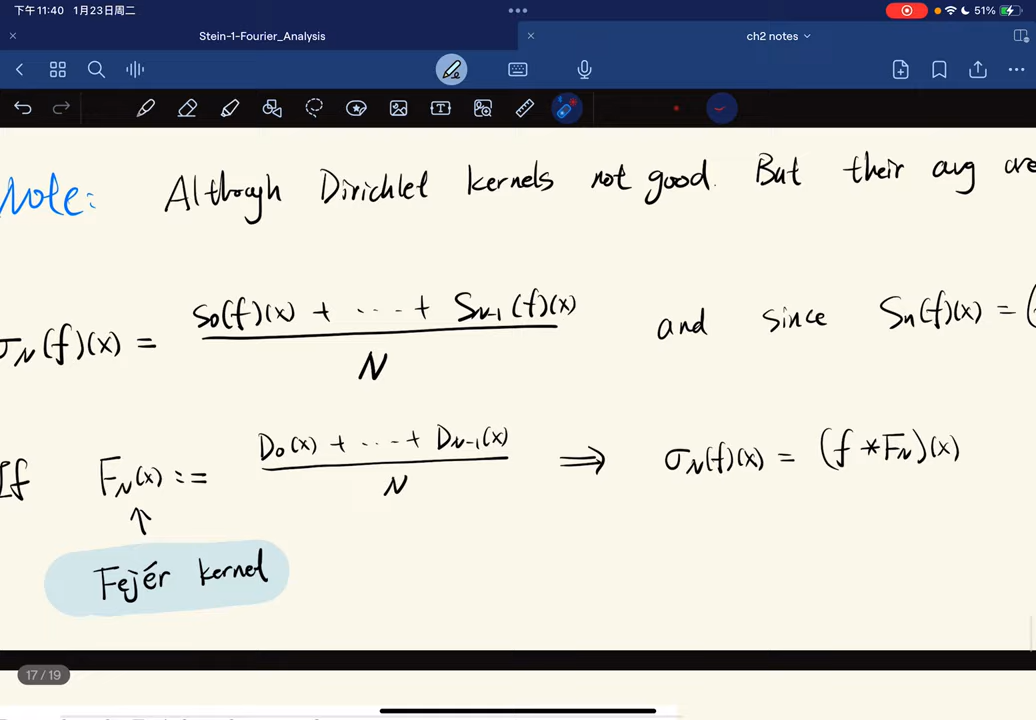 下午11:40 1月23日周二
51%
Stein-1-Fourier_Analysis
ch2 notes
Note: Although Dirichlet kernels not good. But their avg are
σN(f)(x) = (S0(f)(x) + ... + SN-1(f)(x)) / N and since Sn(f)(x) = (
If FN(x) := (D0(x) + ... + DN-1(x)) / N ⟹ σN(f)(x) = (f * FN)(x)
↑
Fejér kernel
17 / 19